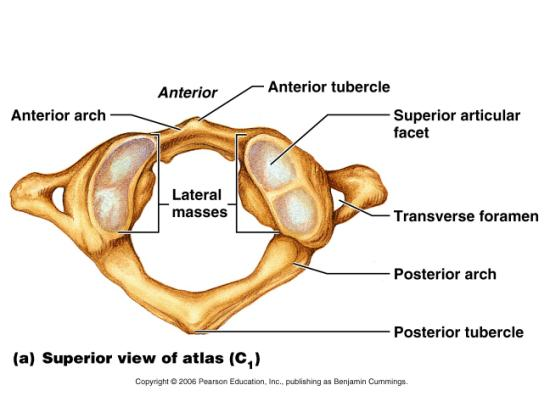 Anterior
Anterior tubercle
Anterior arch
Superior articular
facet
Lateral
masses
Transverse foramen
Posterior arch
Posterior tubercle
(a) Superior view of atlas (C₁)
Copyright © 2006 Pearson Education, Inc., publishing as Benjamin Cummings.